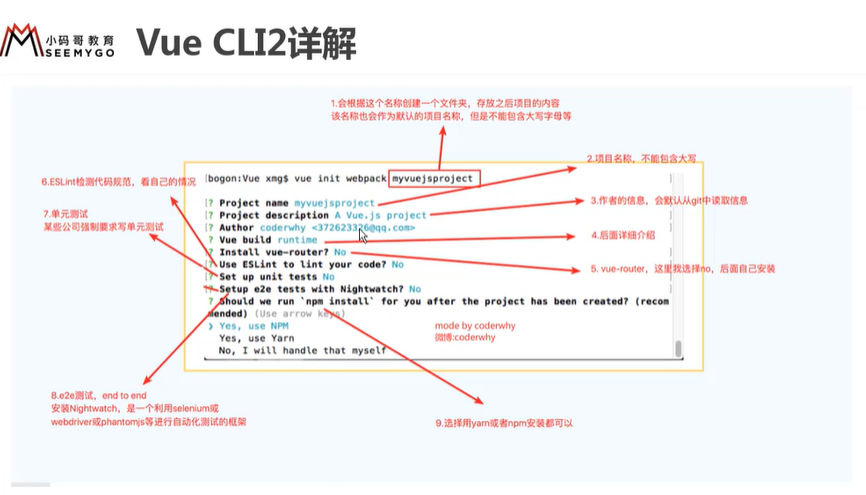 小码哥教育
SEEMYGO
Vue CLI2详解
1.会根据这个名称创建一个文件夹，存放之后项目的内容
该名称也会作为默认的项目名称，但是不能包含大写字母等
2.项目名称，不能包含大写
6.ESLint检测代码规范，看自己的情况
[bogon:Vue xmg$ vue init webpack myvuejsproject ]
3.作者的信息，会默认从git中读取信息
7.单元测试
某些公司强制要求写单元测试
[? Project name myvuejsproject
[? Project description A Vue.js project
[? Author coderwhy <372623326@qq.com>
? Vue build runtime
4.后面详细介绍
[? Install vue-router? No
5. vue-router，这里我选择no，后面自己安装
[? Use ESLint to lint your code? No
[? Set up unit tests No
[? Setup e2e tests with Nightwatch? No
? Should we run `npm install` for you after the project has been created? (recom
mended) (Use arrow keys)
❯ Yes, use NPM
Yes, use Yarn
No, I will handle that myself
mode by coderwhy
微博:coderwhy
8.e2e测试，end to end
安装Nightwatch，是一个利用selenium或
webdriver或phantomjs等进行自动化测试的框架
9.选择用yarn或者npm安装都可以